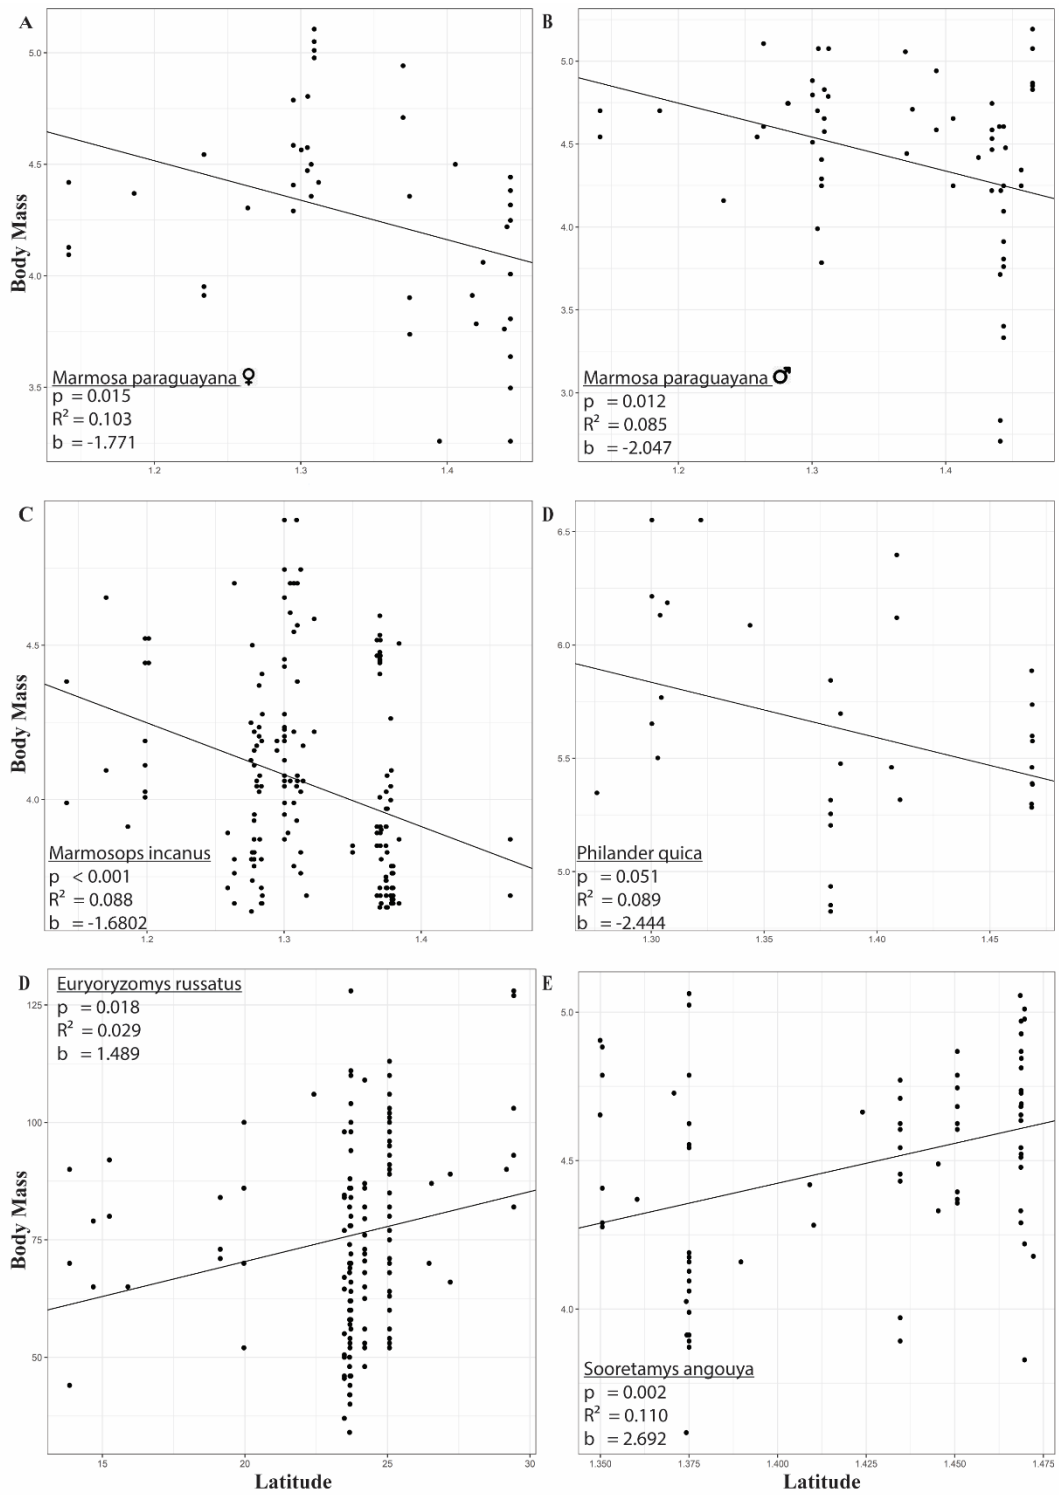 A
5.0
4.5
4.0
3.5
Body Mass
Marmosa paraguayana ♀
p = 0.015
R² = 0.103
b = -1.771
1.2
1.3
1.4
B
5.0
4.5
4.0
3.5
3.0
Marmosa paraguayana ♂
p = 0.012
R² = 0.085
b = -2.047
1.2
1.3
1.4
C
4.5
4.0
Body Mass
Marmosops incanus
p < 0.001
R² = 0.088
b = -1.6802
1.2
1.3
1.4
D
6.5
6.0
5.5
5.0
Philander quica
p = 0.051
R² = 0.089
b = -2.444
1.30
1.35
1.40
1.45
D
Euryoryzomys russatus
p = 0.018
R² = 0.029
b = 1.489
125
100
75
50
Body Mass
15
20
25
30
Latitude
E
5.0
4.5
4.0
Sooretamys angouya
p = 0.002
R² = 0.110
b = 2.692
1.350
1.375
1.400
1.425
1.450
1.475
Latitude